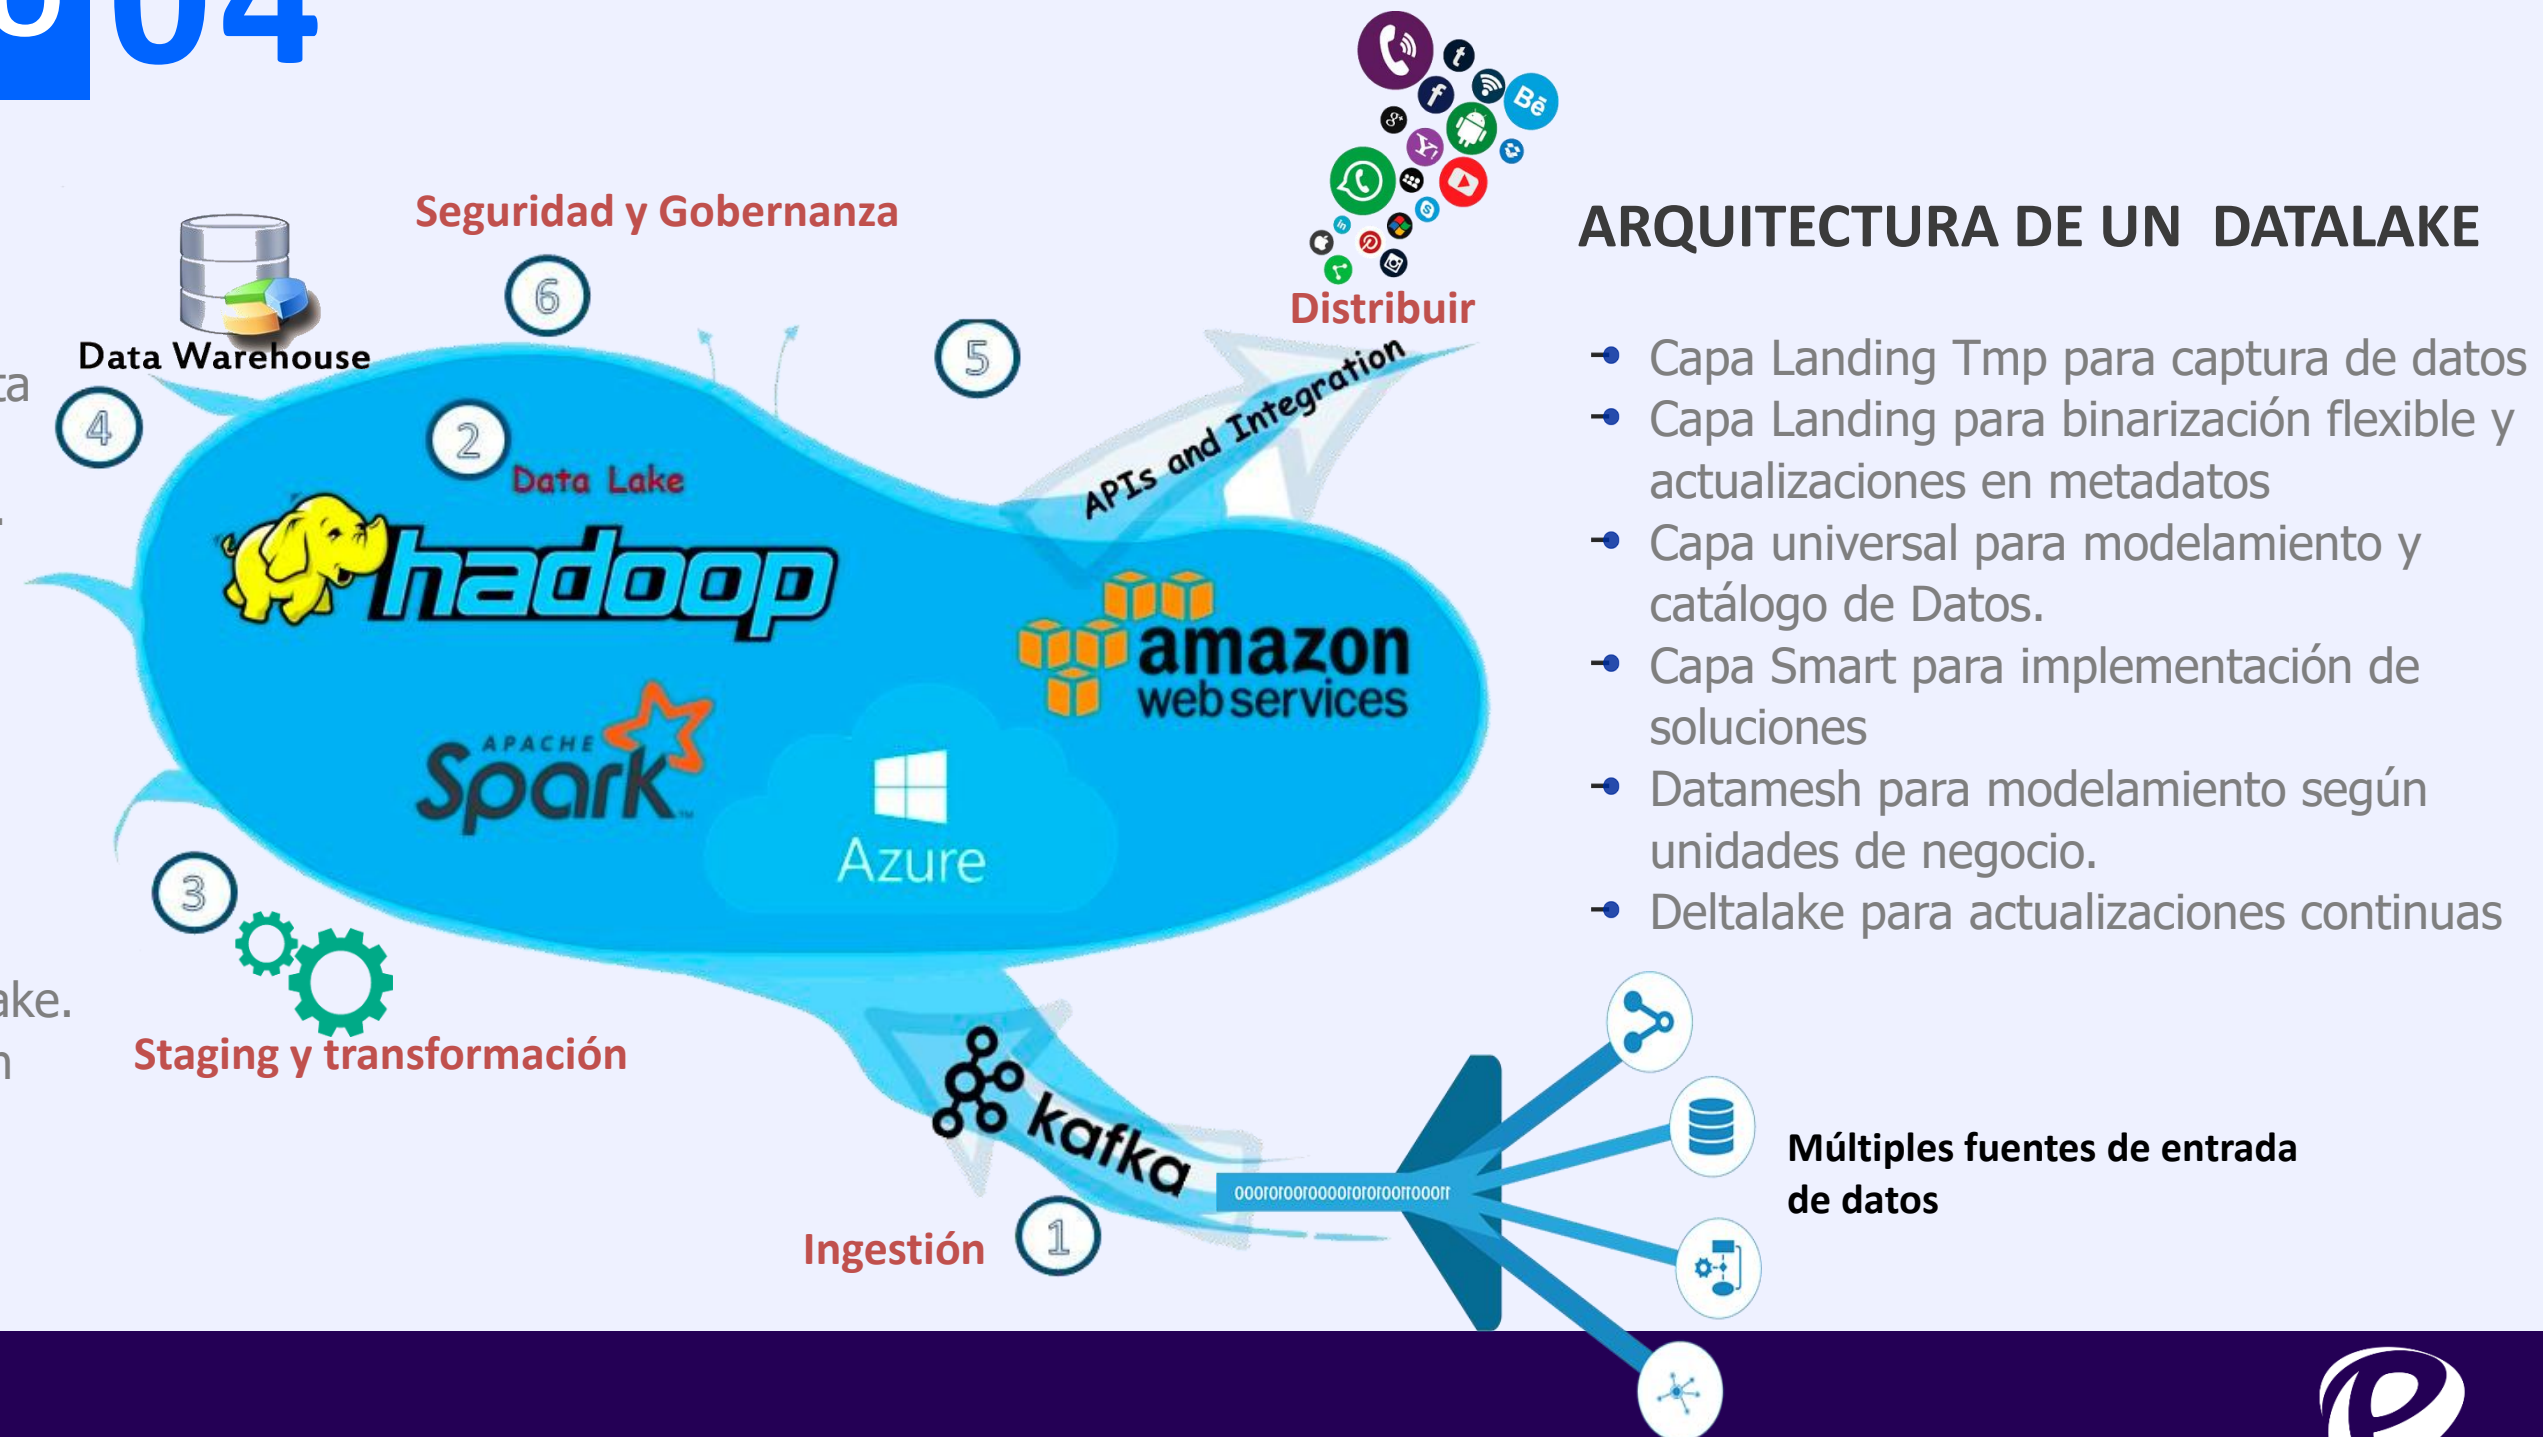 04
Seguridad y Gobernanza
6
Data Warehouse
4
2
Data Lake
hadoop
APACHE
Spark
Azure
amazon
web services
5
APIs and Integration
Distribuir
3
Staging y transformación
kafka
Ingestión
1
ake.
ARQUITECTURA DE UN DATALAKE
Capa Landing Tmp para captura de datos
Capa Landing para binarización flexible y
actualizaciones en metadatos
Capa universal para modelamiento y
catálogo de Datos.
Capa Smart para implementación de
soluciones
Datamesh para modelamiento según
unidades de negocio.
Deltalake para actualizaciones continuas
Múltiples fuentes de entrada
de datos